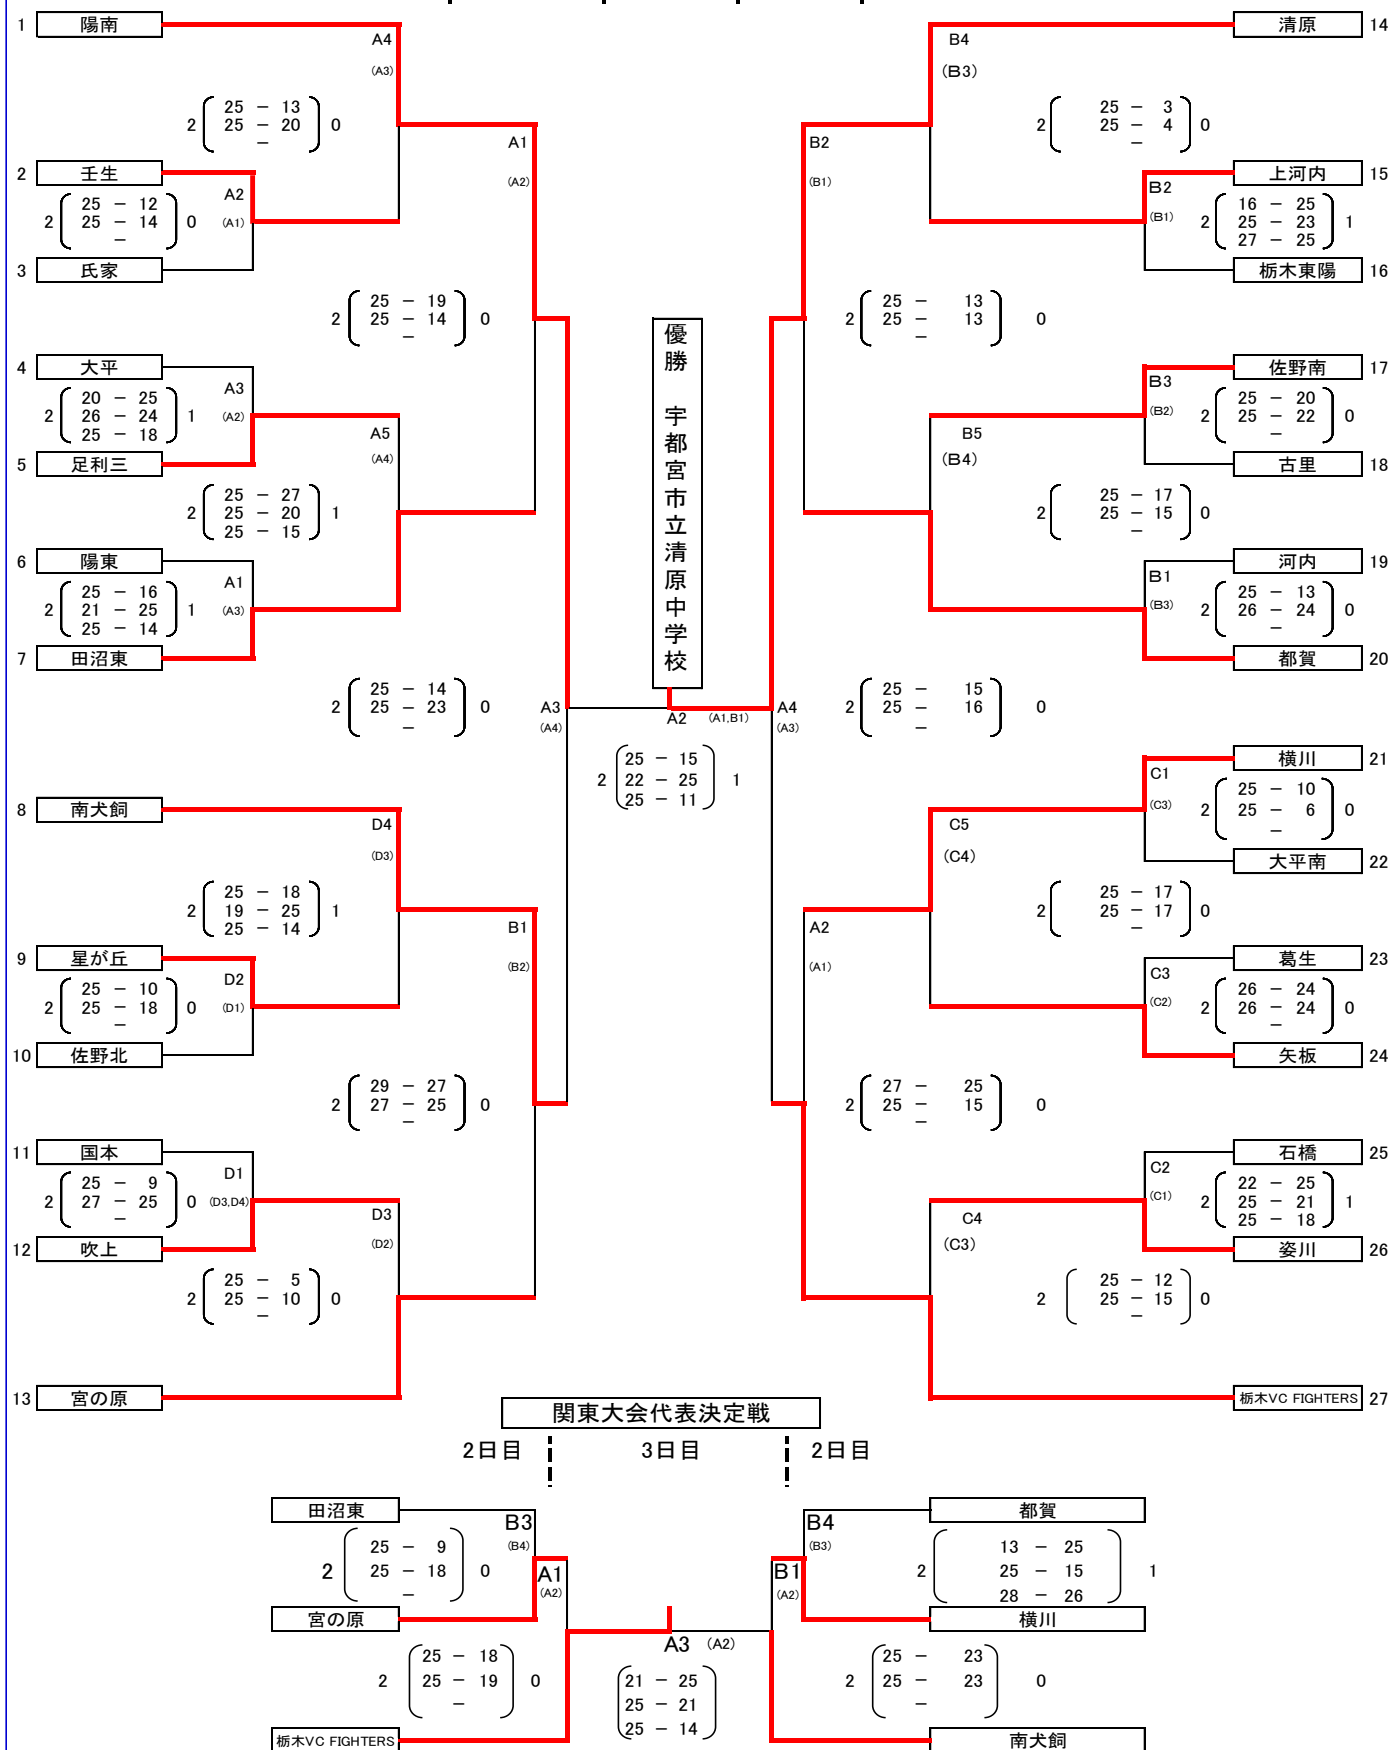 1 陽南
A4
(A3)
2 25 － 13 0
25 － 20
－
2 壬生
A2
(A1)
2 25 － 12 0
25 － 14
－
3 氏家
A1
(A2)
2 25 － 19 0
25 － 14
－
4 大平
A3
(A2)
2 20 － 25 1
26 － 24
25 － 18
5 足利三
A5
(A4)
2 25 － 27 1
25 － 20
25 － 15
6 陽東
A1
(A3)
2 25 － 16 1
21 － 25
25 － 14
7 田沼東
2 25 － 14 0
25 － 23
－
A3
(A4)
8 南犬飼
D4
(D3)
2 25 － 18 1
19 － 25
25 － 14
9 星が丘
D2
(D1)
2 25 － 10 0
25 － 18
－
10 佐野北
B1
(B2)
2 29 － 27 0
27 － 25
－
11 国本
D1
(D3,D4)
2 25 － 9 0
27 － 25
－
12 吹上
D3
(D2)
2 25 － 5 0
25 － 10
－
13 宮の原
優勝 宇都宮市立清原中学校
A2 (A1,B1)
2 25 － 15 1
22 － 25
25 － 11
清原 14
B4
(B3)
2 25 － 3 0
25 － 4
－
上河内 15
B2
(B1)
2 16 － 25 1
25 － 23
27 － 25
栃木東陽 16
B2
(B1)
2 25 － 13 0
25 － 13
－
佐野南 17
B3
(B2)
2 25 － 20 0
25 － 22
－
古里 18
B5
(B4)
2 25 － 17 0
25 － 15
－
河内 19
B1
(B3)
2 25 － 13 0
26 － 24
－
都賀 20
A4
(A3)
2 25 － 15 0
25 － 16
－
横川 21
C1
(C3)
2 25 － 10 0
25 － 6
－
大平南 22
C5
(C4)
2 25 － 17 0
25 － 17
－
葛生 23
C3
(C2)
2 26 － 24 0
26 － 24
－
矢板 24
A2
(A1)
2 27 － 25 0
25 － 15
－
石橋 25
C2
(C1)
2 22 － 25 1
25 － 21
25 － 18
姿川 26
C4
(C3)
2 25 － 12 0
25 － 15
－
栃木VC FIGHTERS 27
関東大会代表決定戦
2日目 3日目 2日目
田沼東
B3
(B4)
2 25 － 9 0
25 － 18
－
宮の原
A1
(A2)
2 25 － 18 0
25 － 19
－
栃木VC FIGHTERS
A3 (A2)
21 － 25
25 － 21
25 － 14
都賀
B4
(B3)
2 13 － 25 1
25 － 15
28 － 26
横川
B1
(A2)
2 25 － 23 0
25 － 23
－
南犬飼